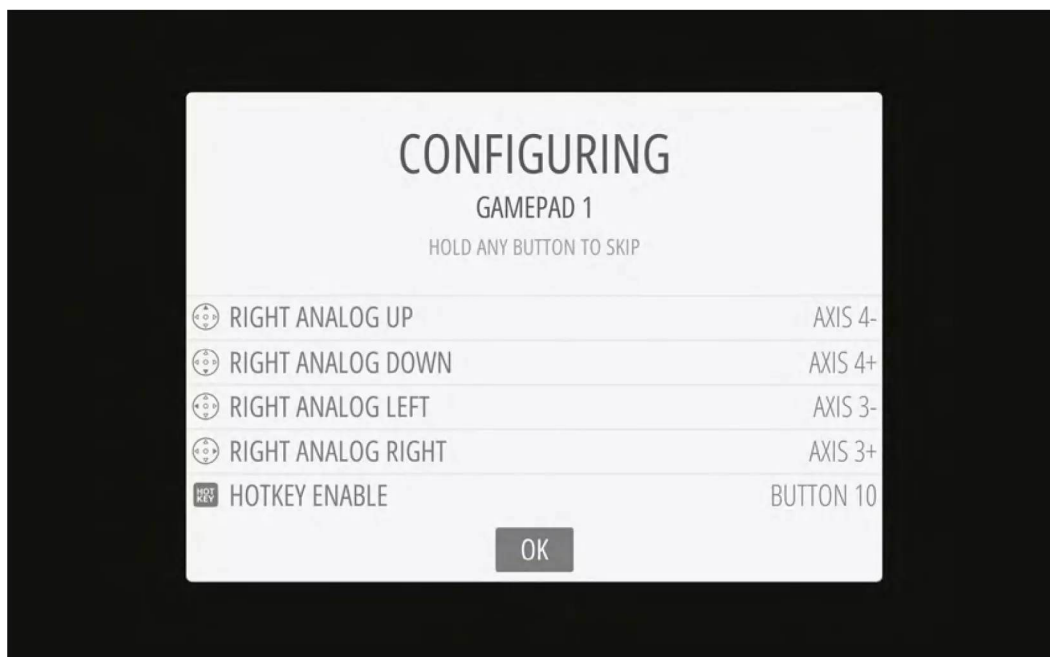 CONFIGURING
GAMEPAD 1
HOLD ANY BUTTON TO SKIP
RIGHT ANALOG UP AXIS 4-
RIGHT ANALOG DOWN AXIS 4+
RIGHT ANALOG LEFT AXIS 3-
RIGHT ANALOG RIGHT AXIS 3+
HOT KEY HOTKEY ENABLE BUTTON 10
OK